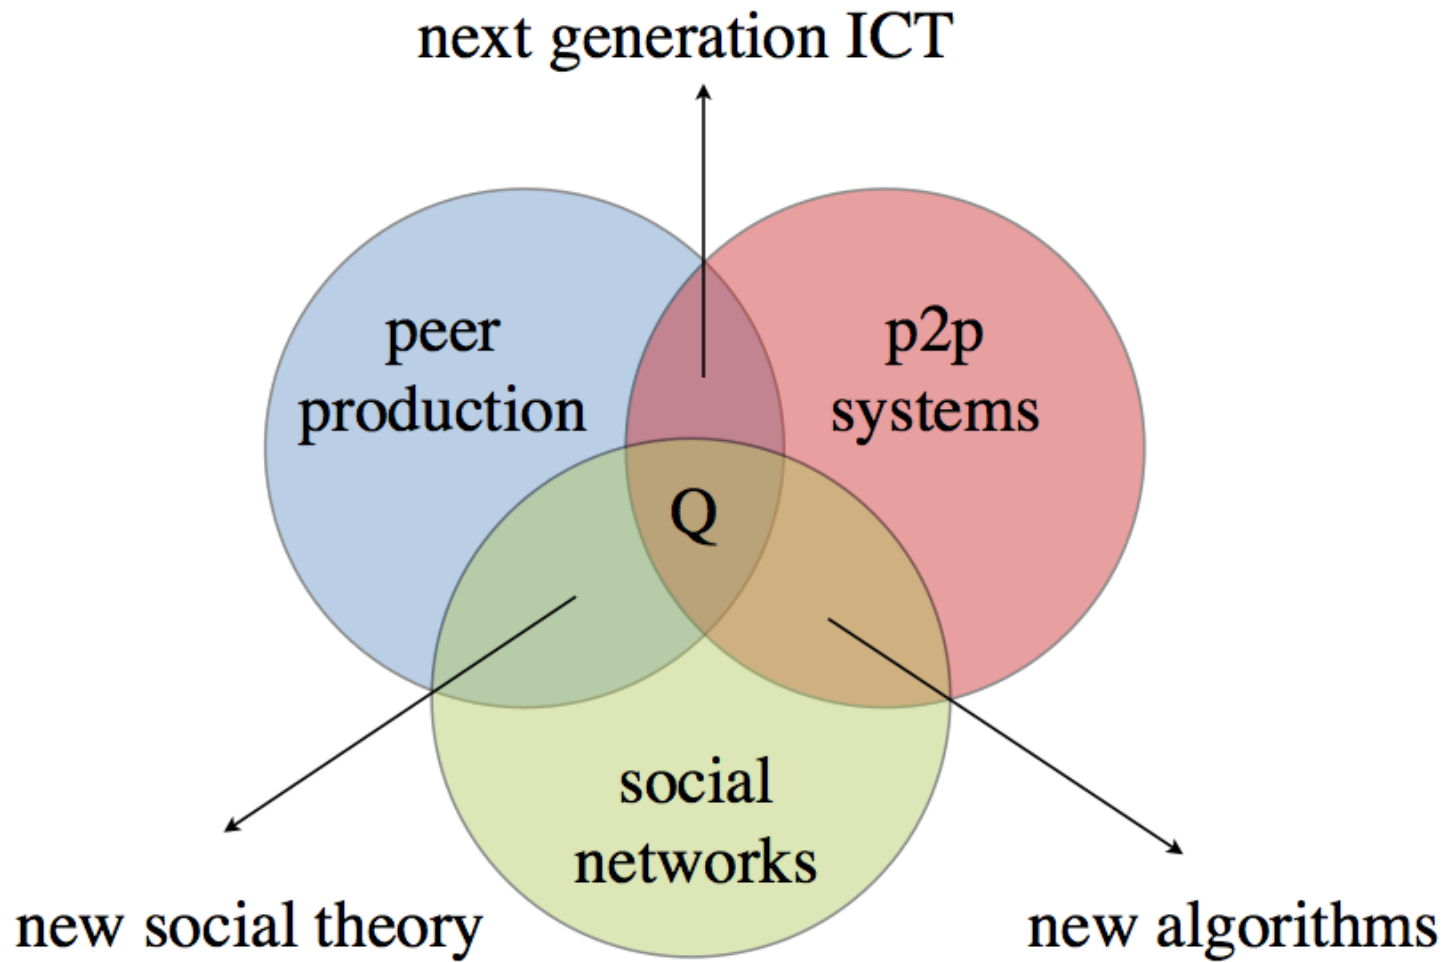 next generation ICT
peer
production
p2p
systems
Q
social
networks
new social theory
new algorithms